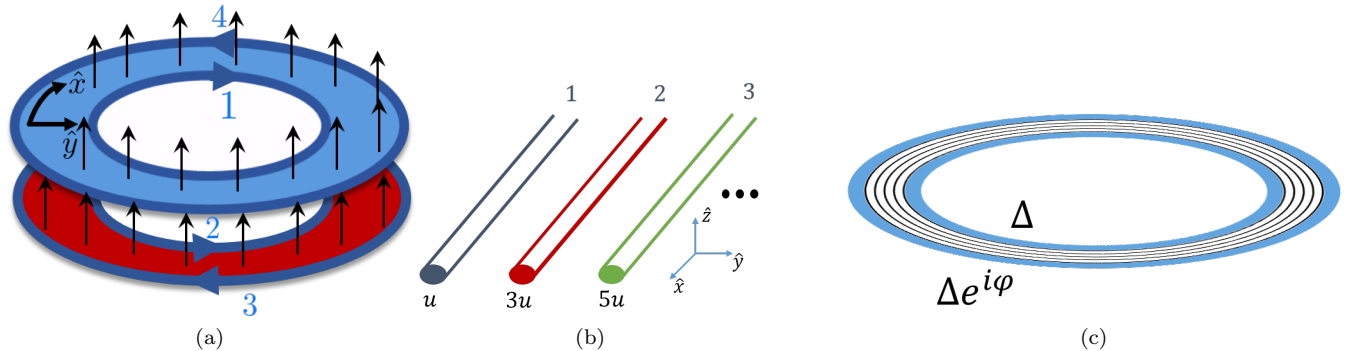 4
x̂
1
ŷ
2
3
(a)
1 2 3
...
ẑ
ŷ
x̂
u 3u 5u
(b)
Δ
Δe^{iφ}
(c)